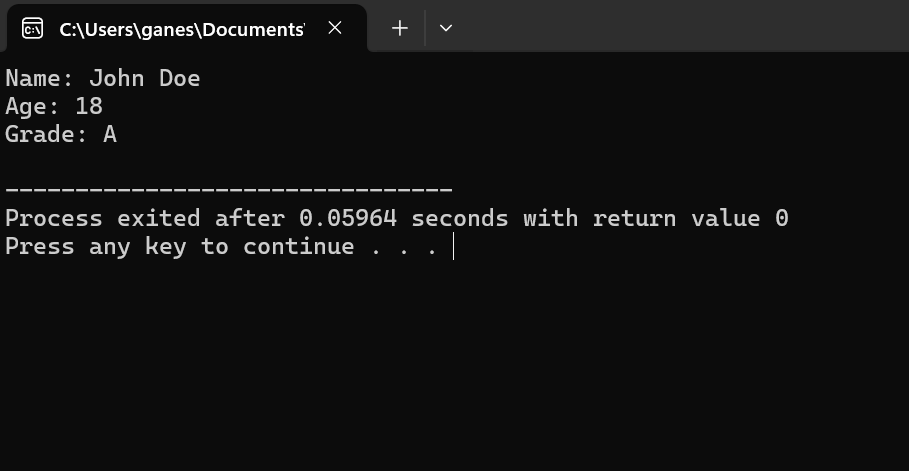 C:\Users\ganes\Documents'
Name: John Doe
Age: 18
Grade: A
--------------------------------
Process exited after 0.05964 seconds with return value 0
Press any key to continue . . .